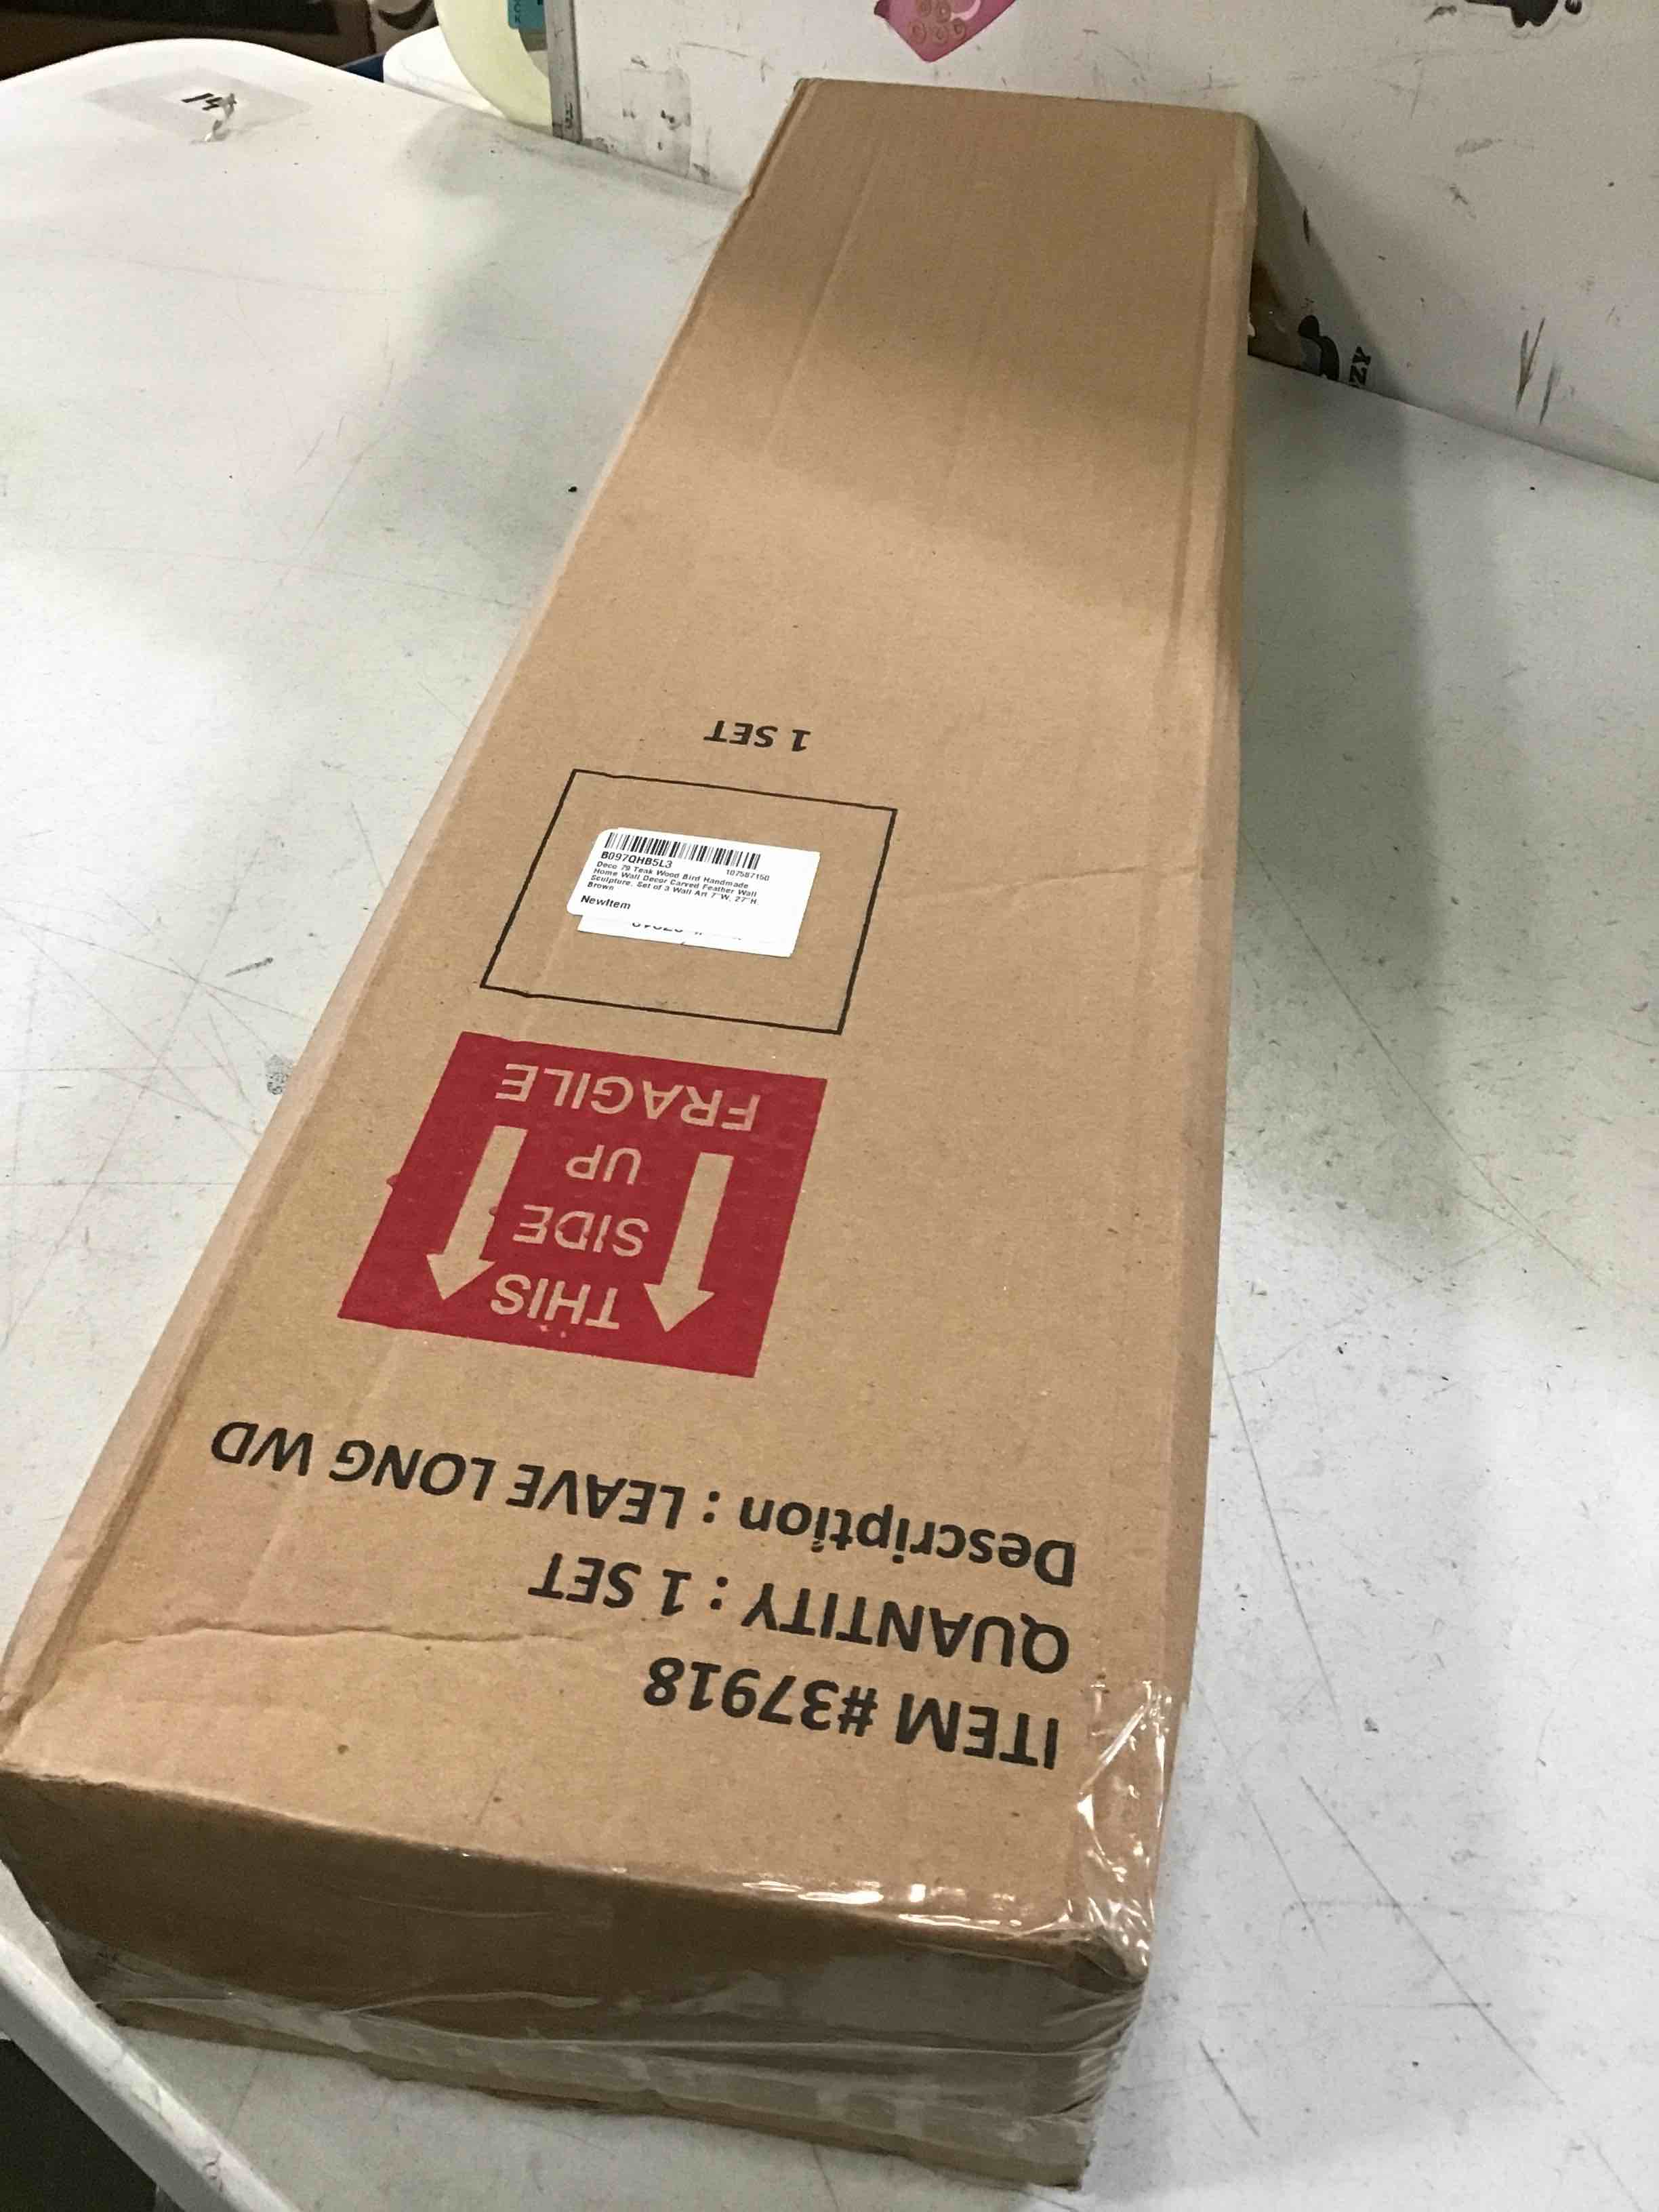 ITEM #37918
QUANTITY : 1 SET
Description : LEAVE LONG WD
THIS
SIDE
UP
FRAGILE
B097QHB5L3
107587150
Deco 79 Teak Wood Bird Handmade
Home Wall Decor Carved Feather Wall
Sculpture, Set of 3 Wall Art 7"W, 27"H,
Brown
NewItem
1 SET
14
ZY